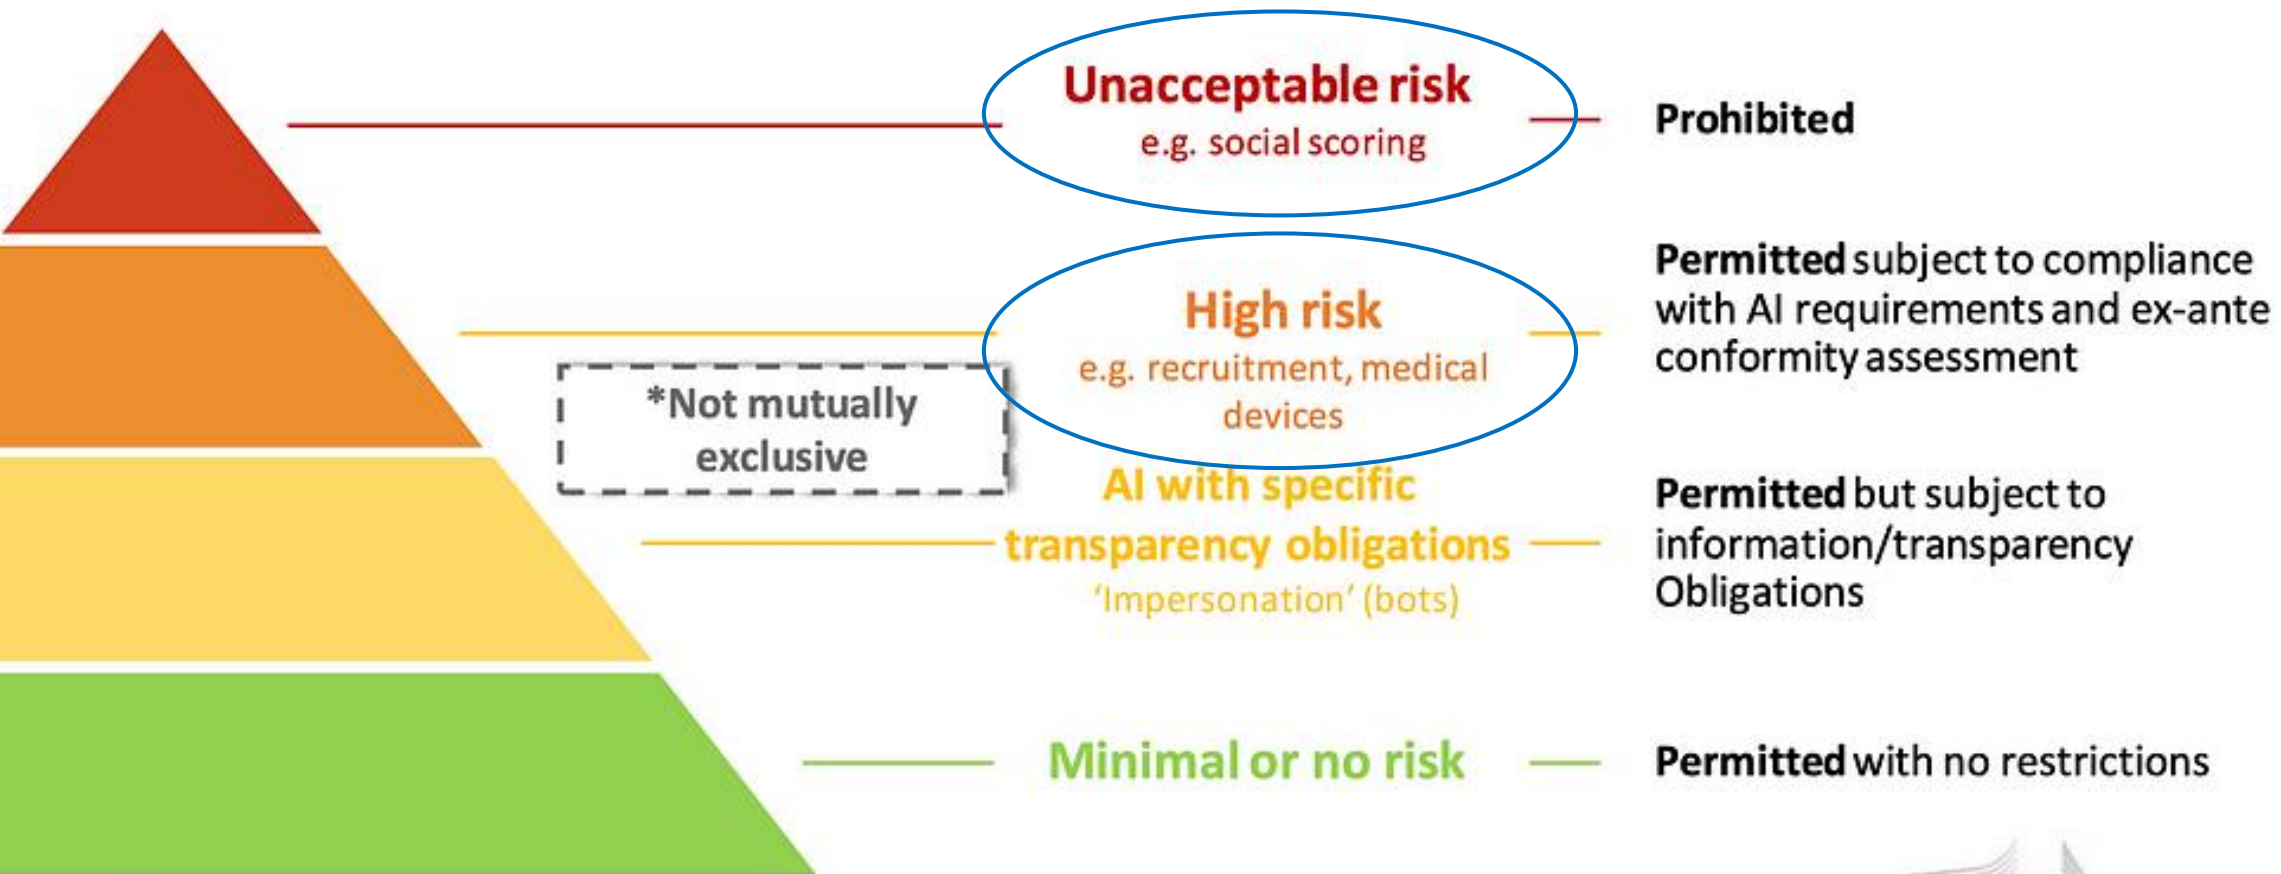 Unacceptable risk
e.g. social scoring
Prohibited
High risk
e.g. recruitment, medical
devices
Permitted subject to compliance
with AI requirements and ex-ante
conformity assessment
*Not mutually
exclusive
AI with specific
transparency obligations
‘Impersonation’ (bots)
Permitted but subject to
information/transparency
Obligations
Minimal or no risk
Permitted with no restrictions